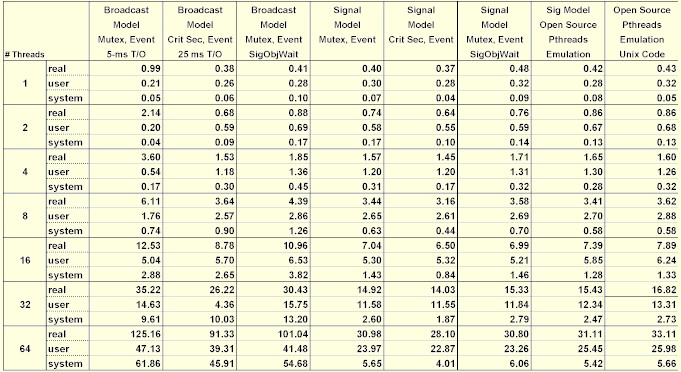 Broadcast Broadcast Broadcast Signal Signal Signal Sig Model Open Source
Model Model Model Model Model Model Open Source Pthreads
Mutex, Event Crit Sec, Event Mutex, Event Mutex, Event Crit Sec, Event Mutex, Event Pthreads Emulation
# Threads 5-ms T/O 25 ms T/O SigObjWait SigObjWait Emulation Unix Code
real 0.99 0.38 0.41 0.40 0.37 0.48 0.42 0.43
1 user 0.21 0.26 0.28 0.30 0.28 0.32 0.28 0.32
system 0.05 0.06 0.10 0.07 0.04 0.09 0.08 0.05
real 2.14 0.68 0.88 0.74 0.64 0.76 0.86 0.86
2 user 0.20 0.59 0.69 0.58 0.55 0.59 0.67 0.68
system 0.04 0.09 0.17 0.17 0.10 0.14 0.13 0.13
real 3.60 1.53 1.85 1.57 1.45 1.71 1.65 1.60
4 user 0.54 1.18 1.36 1.20 1.20 1.31 1.30 1.26
system 0.17 0.30 0.45 0.31 0.17 0.32 0.28 0.32
real 6.11 3.64 4.39 3.44 3.16 3.58 3.41 3.62
8 user 1.76 2.57 2.86 2.65 2.61 2.69 2.70 2.88
system 0.74 0.90 1.26 0.63 0.44 0.70 0.58 0.58
real 12.53 8.78 10.96 7.04 6.50 6.99 7.39 7.89
16 user 5.04 5.70 6.53 5.30 5.32 5.21 5.85 6.24
system 2.88 2.65 3.82 1.43 0.84 1.46 1.28 1.33
real 35.22 26.22 30.43 14.92 14.03 15.33 15.43 16.82
32 user 14.63 4.36 15.75 11.58 11.55 11.84 12.34 13.31
system 9.61 10.03 13.20 2.60 1.87 2.79 2.47 2.73
real 125.16 91.33 101.04 30.98 28.10 30.80 31.11 33.11
64 user 47.13 39.31 41.48 23.97 22.87 23.26 25.45 25.98
system 61.86 45.91 54.68 5.65 4.01 6.06 5.42 5.66